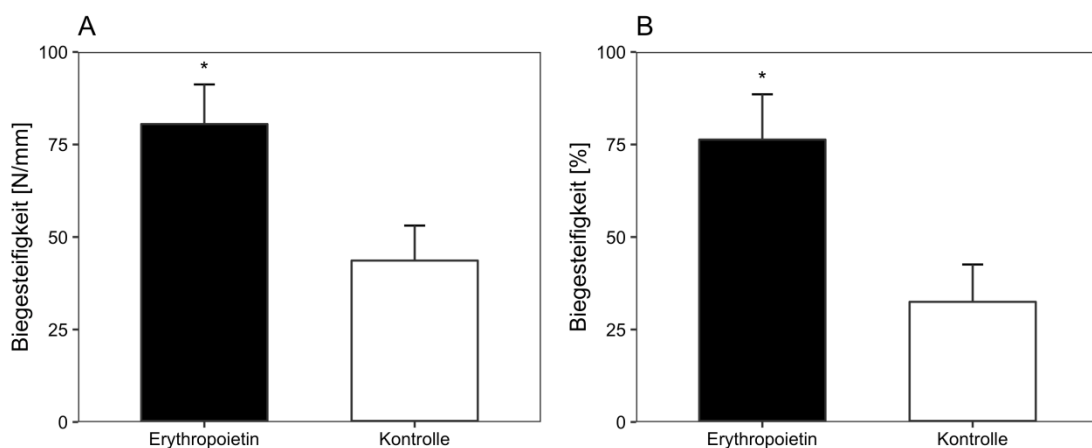 A
Biegesteifigkeit [N/mm]
100
75
50
25
0
*
Erythropoietin
Kontrolle
B
Biegesteifigkeit [%]
100
75
50
25
0
*
Erythropoietin
Kontrolle